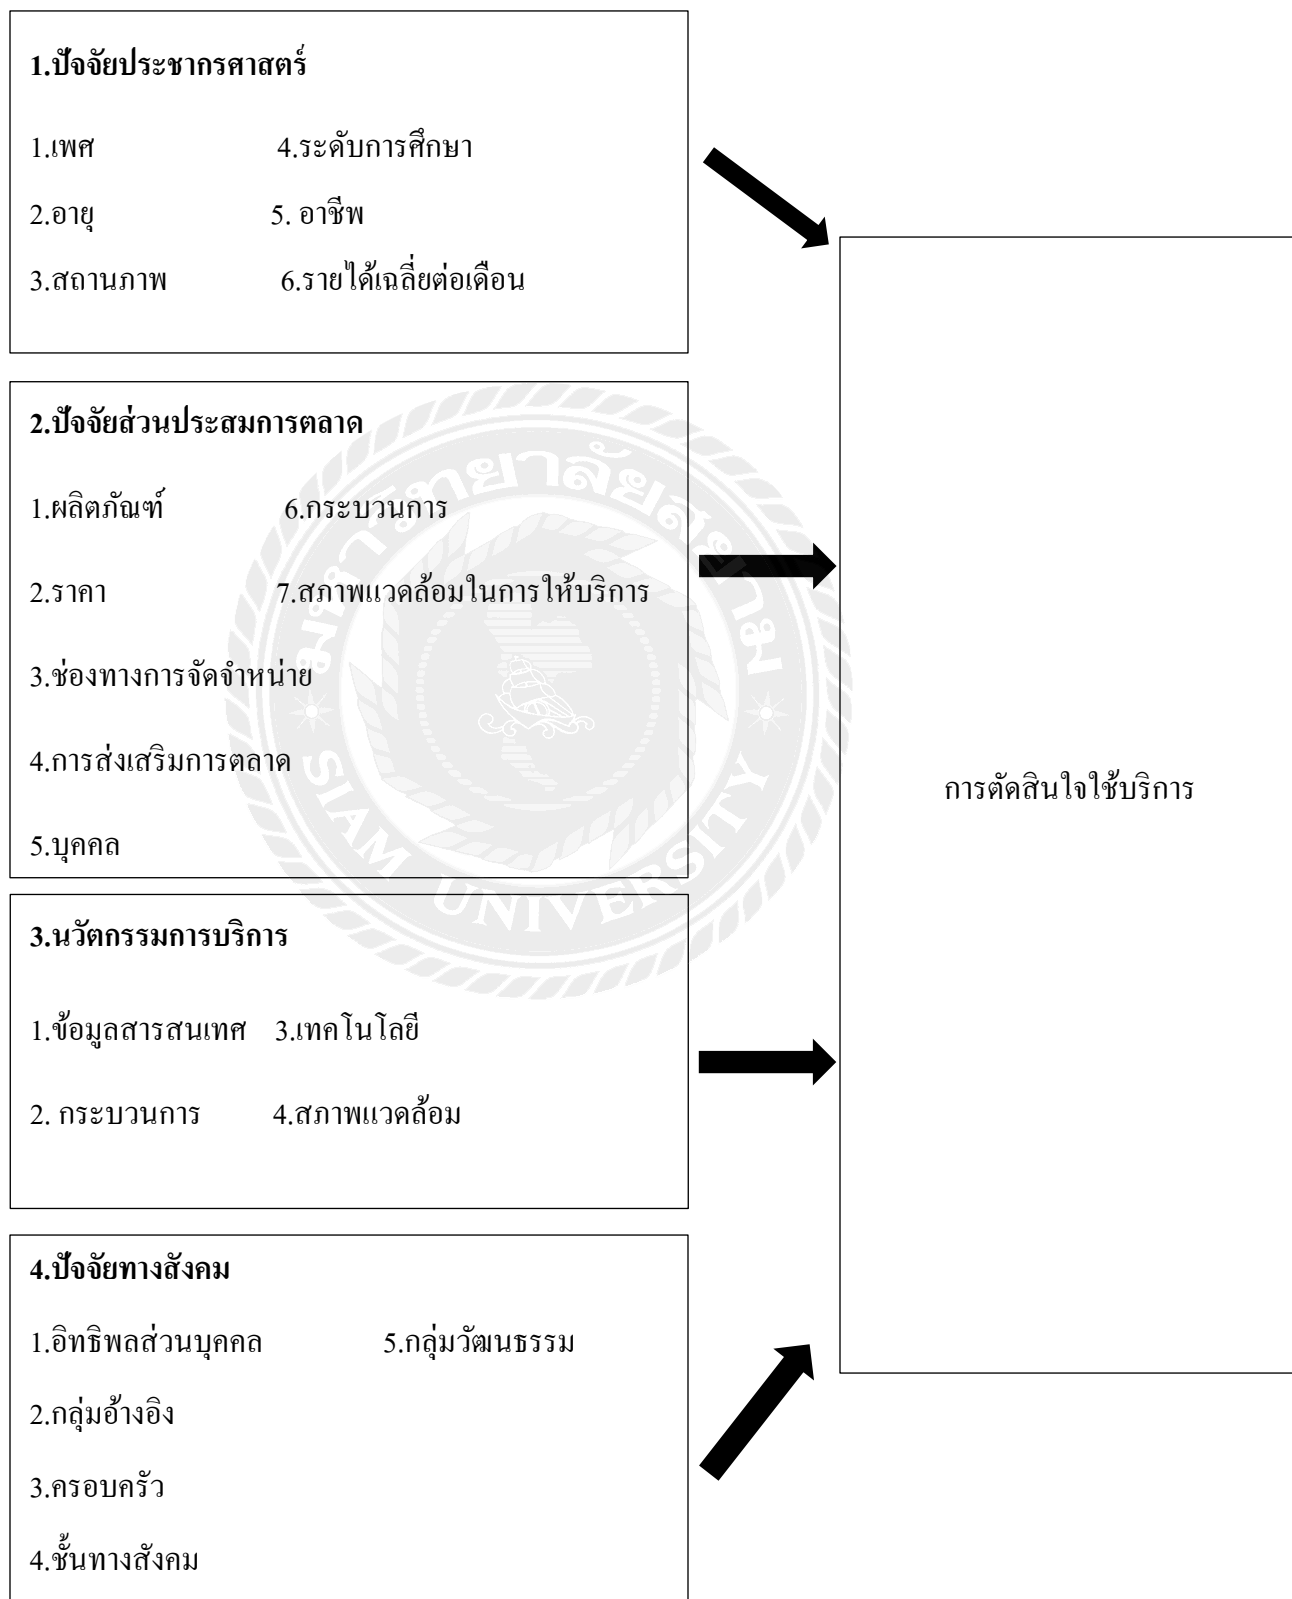 1.ปัจจัยประชากรศาสตร์
1.เพศ 4.ระดับการศึกษา
2.อายุ 5. อาชีพ
3.สถานภาพ 6.รายได้เฉลี่ยต่อเดือน
2.ปัจจัยส่วนประสมการตลาด
1.ผลิตภัณฑ์ 6.กระบวนการ
2.ราคา 7.สภาพแวดล้อมในการให้บริการ
3.ช่องทางการจัดจำหน่าย
4.การส่งเสริมการตลาด
5.บุคคล
3.นวัตกรรมการบริการ
1.ข้อมูลสารสนเทศ 3.เทคโนโลยี
2. กระบวนการ 4.สภาพแวดล้อม
4.ปัจจัยทางสังคม
1.อิทธิพลส่วนบุคคล 5.กลุ่มวัฒนธรรม
2.กลุ่มอ้างอิง
3.ครอบครัว
4.ชั้นทางสังคม
การตัดสินใจใช้บริการ
มหาวิทยาลัยสยาม
SIAM UNIVERSITY